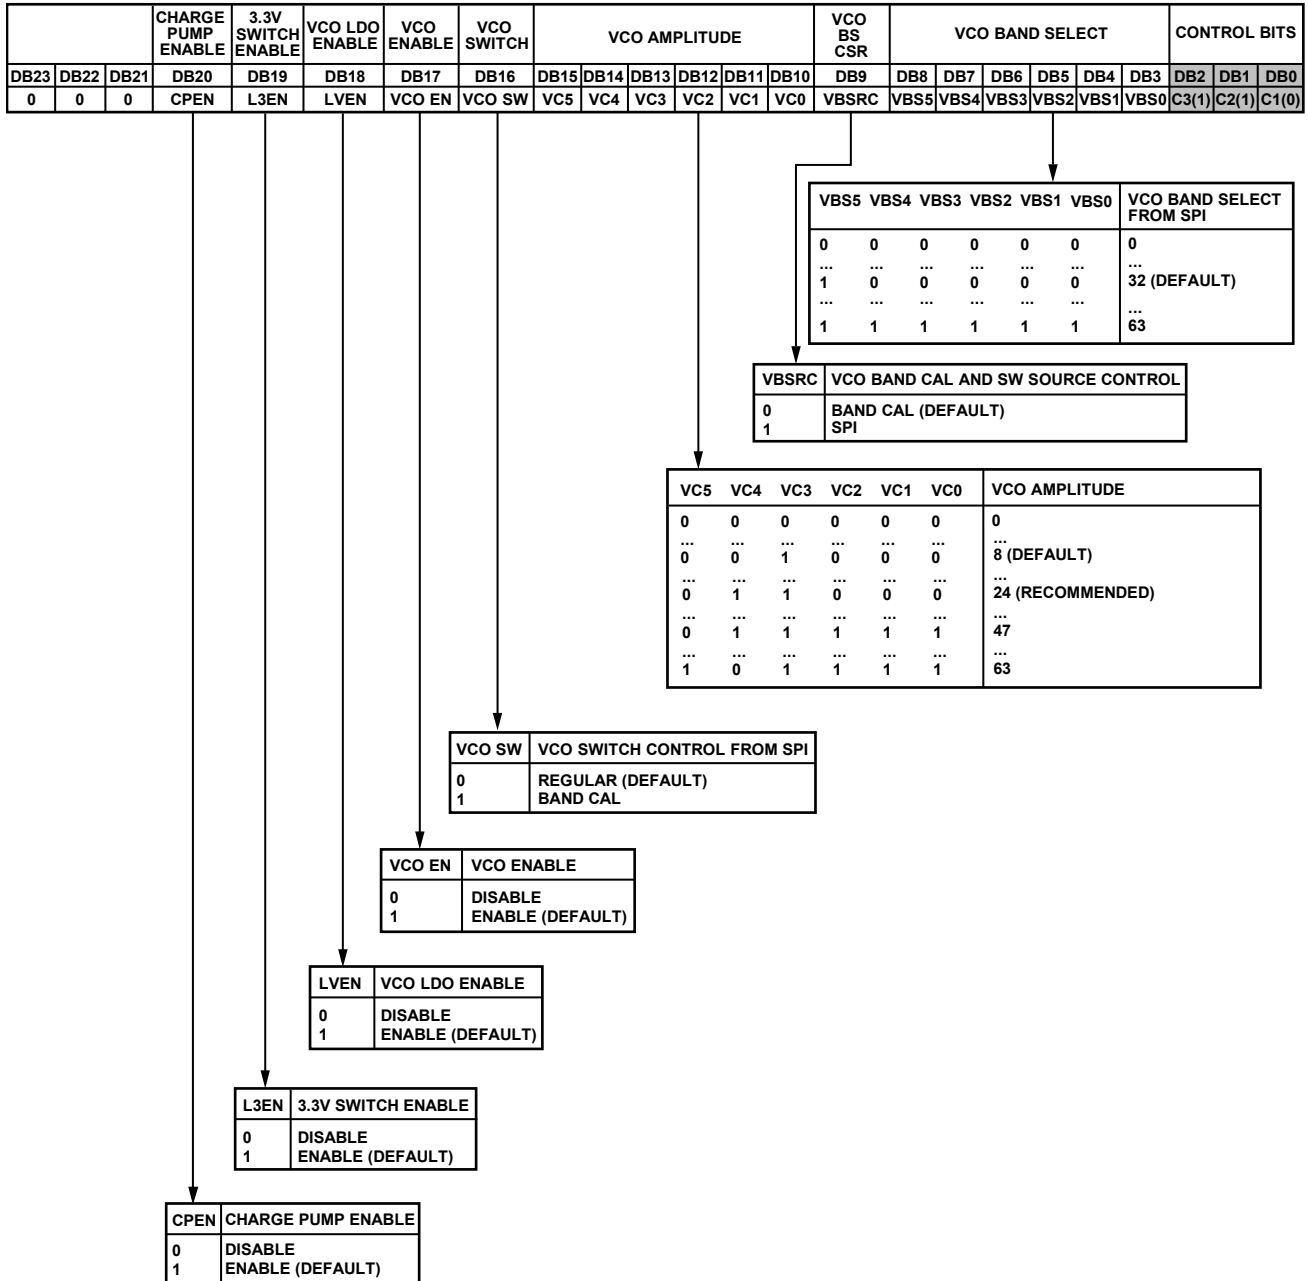 CHARGE PUMP ENABLE 3.3V SWITCH ENABLE VCO LDO ENABLE VCO ENABLE VCO SWITCH VCO AMPLITUDE VCO BS CSR VCO BAND SELECT CONTROL BITS
DB23 DB22 DB21 DB20 DB19 DB18 DB17 DB16 DB15 DB14 DB13 DB12 DB11 DB10 DB9 DB8 DB7 DB6 DB5 DB4 DB3 DB2 DB1 DB0
0 0 0 CPEN L3EN LVEN VCO EN VCO SW VC5 VC4 VC3 VC2 VC1 VC0 VBSRC VBS5 VBS4 VBS3 VBS2 VBS1 VBS0 C3(1) C2(1) C1(0)
VBS5 VBS4 VBS3 VBS2 VBS1 VBS0 VCO BAND SELECT FROM SPI
0 0 0 0 0 0 0
... ... ... ... ... ... ...
1 0 0 0 0 0 32 (DEFAULT)
... ... ... ... ... ... ...
1 1 1 1 1 1 63
VBSRC VCO BAND CAL AND SW SOURCE CONTROL
0 BAND CAL (DEFAULT)
1 SPI
VC5 VC4 VC3 VC2 VC1 VC0 VCO AMPLITUDE
0 0 0 0 0 0 0
... ... ... ... ... ... ...
0 0 1 0 0 0 8 (DEFAULT)
... ... ... ... ... ... ...
0 1 1 0 0 0 24 (RECOMMENDED)
... ... ... ... ... ... ...
0 1 1 1 1 1 47
... ... ... ... ... ... ...
1 0 1 1 1 1 63
VCO SW VCO SWITCH CONTROL FROM SPI
0 REGULAR (DEFAULT)
1 BAND CAL
VCO EN VCO ENABLE
0 DISABLE
1 ENABLE (DEFAULT)
LVEN VCO LDO ENABLE
0 DISABLE
1 ENABLE (DEFAULT)
L3EN 3.3V SWITCH ENABLE
0 DISABLE
1 ENABLE (DEFAULT)
CPEN CHARGE PUMP ENABLE
0 DISABLE
1 ENABLE (DEFAULT)